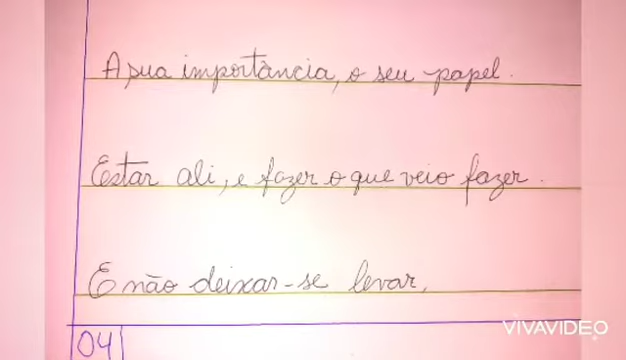 A sua importância, o seu papel.
Estar ali, e fazer o que veio fazer.
E não deixar-se levar,
04
VIVAVIDEO